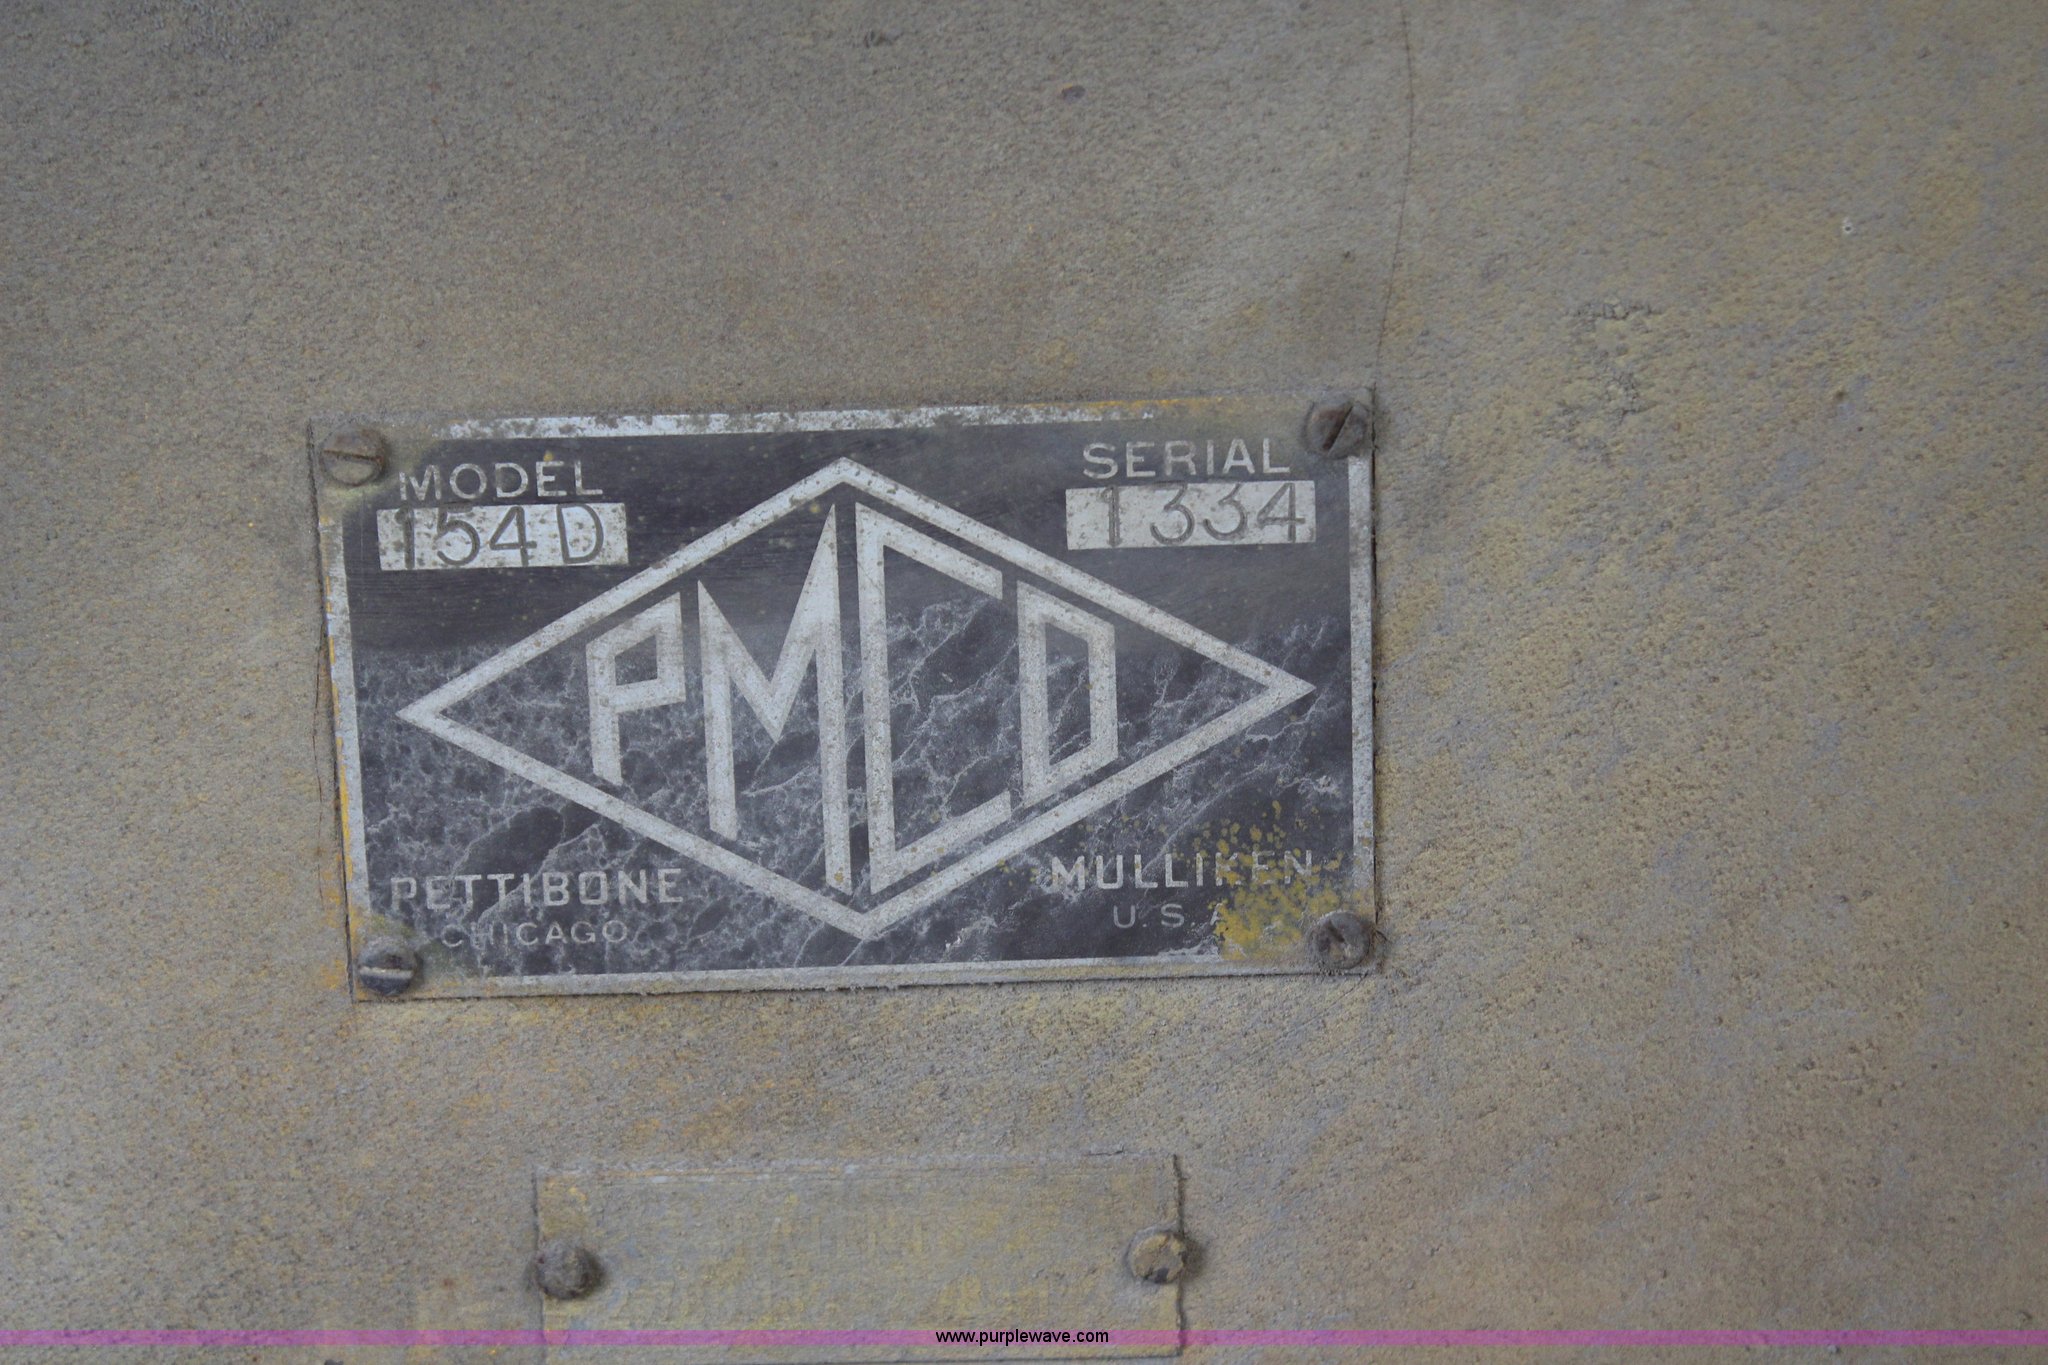 MODEL
154 D
SERIAL
1334
PMCO
PETTIBONE
MULLIKEN
CHICAGO
U.S.A
www.purplewave.com